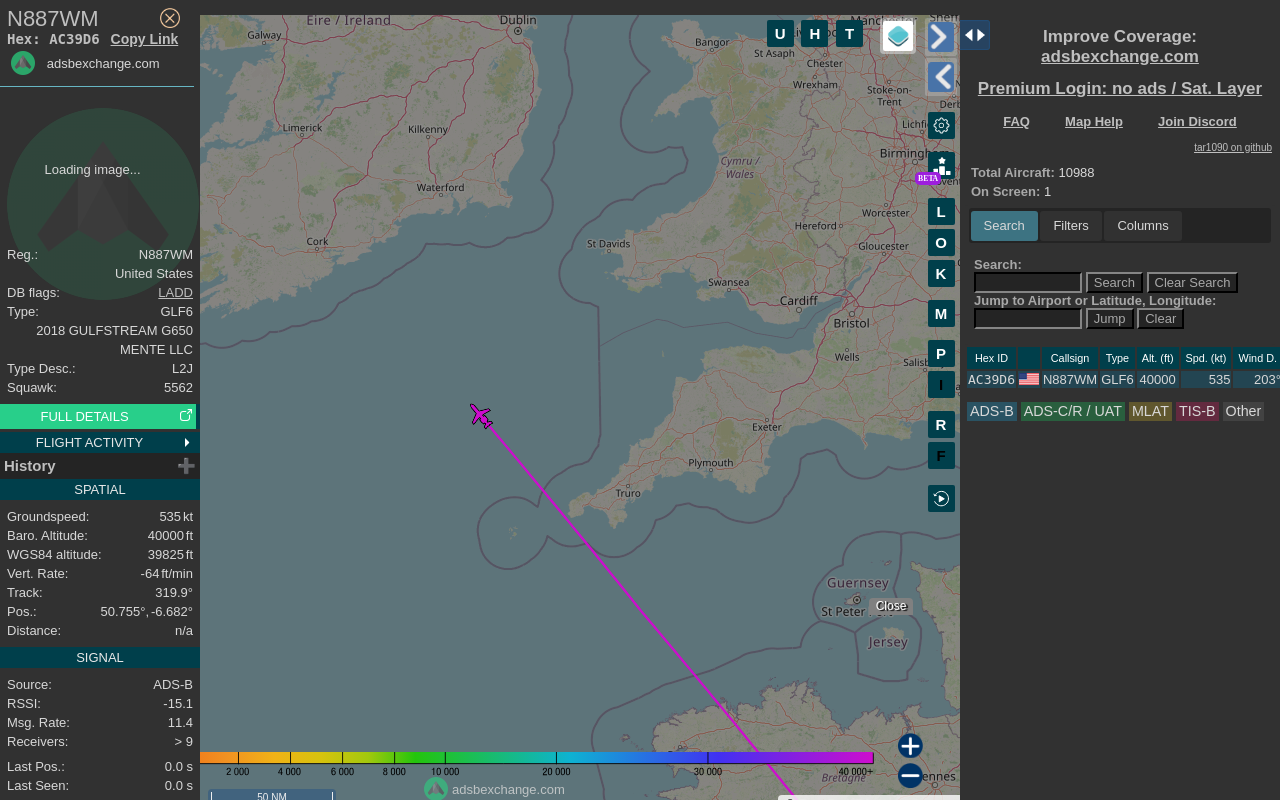 N887WM
Hex: AC39D6 Copy Link
adsbexchange.com
Loading image...
Reg.: N887WM
United States
DB flags: LADD
Type: GLF6
2018 GULFSTREAM G650
MENTE LLC
Type Desc.: L2J
Squawk: 5562
FULL DETAILS
FLIGHT ACTIVITY
History
SPATIAL
Groundspeed: 535 kt
Baro. Altitude: 40000 ft
WGS84 altitude: 39825 ft
Vert. Rate: -64 ft/min
Track: 319.9°
Pos.: 50.755°, -6.682°
Distance: n/a
SIGNAL
Source: ADS-B
RSSI: -15.1
Msg. Rate: 11.4
Receivers: > 9
Last Pos.: 0.0 s
Last Seen: 0.0 s
Éire / Ireland
Dublin
Galway
Limerick
Kilkenny
Waterford
Cork
Bangor
St Asaph
Chester
Wrexham
Stoke-on-
Trent
Cymru /
Wales
Hereford
Worcester
Gloucester
St Davids
Swansea
Cardiff
Bristol
Wells
Exeter
Plymouth
Truro
Guernsey
St Peter
Close
Jersey
Bretagne
U H T
BETA
L
O
K
M
P
I
R
F
2 000 4 000 6 000 8 000 10 000 20 000 30 000 40 000+
adsbexchange.com
50 NM
Improve Coverage:
adsbexchange.com
Premium Login: no ads / Sat. Layer
FAQ Map Help Join Discord
tar1090 on github
Total Aircraft: 10988
On Screen: 1
Search Filters Columns
Search:
Search Clear Search
Jump to Airport or Latitude, Longitude:
Jump Clear
Hex ID Callsign Type Alt. (ft) Spd. (kt) Wind D.
AC39D6 N887WM GLF6 40000 535 203°
ADS-B ADS-C/R / UAT MLAT TIS-B Other